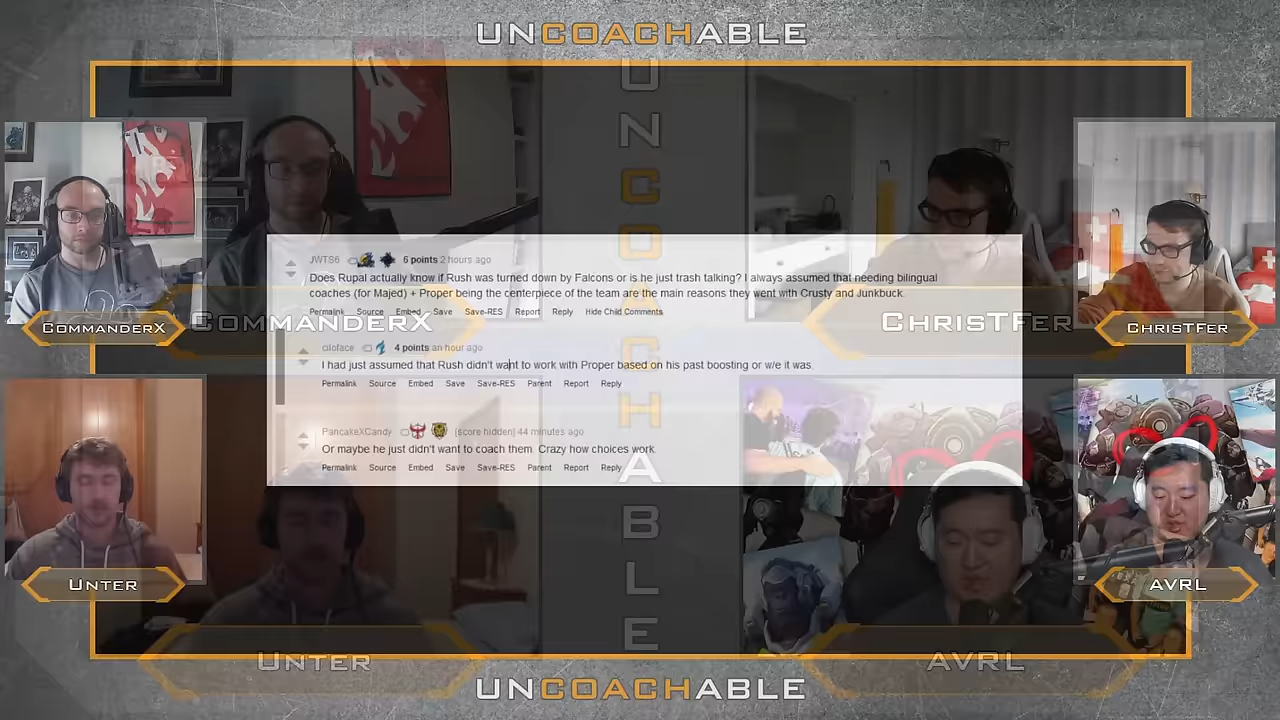 UNCOACHABLE
UNCOACHABLE
JWTS6 6 points 2 hours ago
Does Rupal actually know if Rush was turned down by Falcons or is he just trash talking? I always assumed that needing bilingual
coaches (for Majed) + Proper being the centerpiece of the team are the main reasons they went with Crusty and Junkbuck.
Permalink Source Embed Save Save-RES Report Reply Hide Child Comments
COMMANDERX
CHRISTFER
COMMANDERX
CHRISTFER
ciloface 4 points an hour ago
I had just assumed that Rush didn't want to work with Proper based on his past boosting or w/e it was.
Permalink Source Embed Save Save-RES Parent Report Reply
PancakeXCandy [score hidden] 44 minutes ago
Or maybe he just didn't want to coach them. Crazy how choices work.
Permalink Source Embed Save Save-RES Parent Report Reply
UNTER
AVRL
UNTER
AVRL
UNCOACHABLE